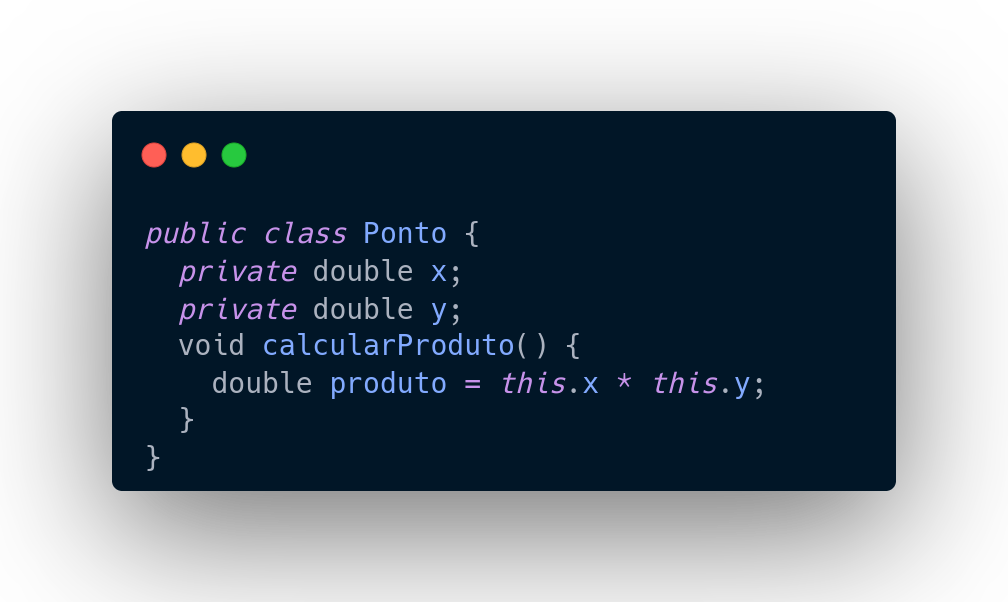 public class Ponto {
  private double x;
  private double y;
  void calcularProduto() {
    double produto = this.x * this.y;
  }
}